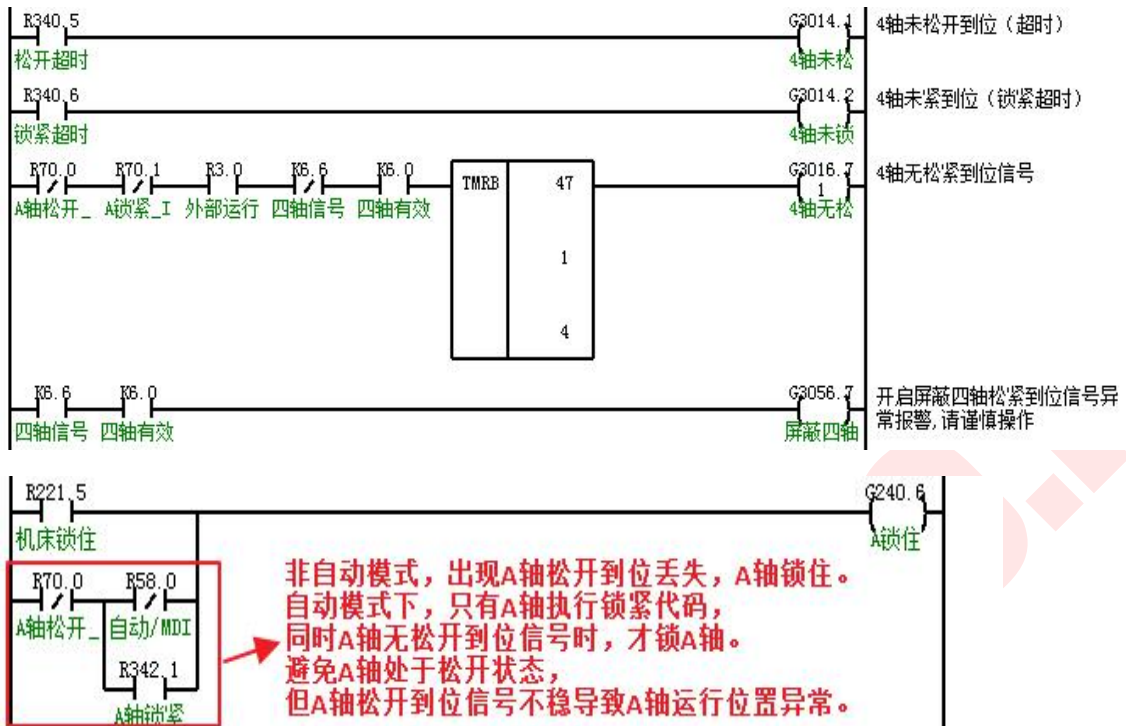 R340.5 G3014.1 4轴未松开到位（超时）
松开超时 4轴未松
R340.6 G3014.2 4轴未紧到位（锁紧超时）
锁紧超时 4轴未锁
R70.0 R70.1 R3.0 K6.6 K6.0 TMRB 47 G3016.7 4轴无松紧到位信号
1
A轴松开_ A锁紧_I 外部运行 四轴信号 四轴有效 4轴无松
1
4
K6.6 K6.0 G3056.7 开启屏蔽四轴松紧到位信号异
常报警,请谨慎操作
四轴信号 四轴有效 屏蔽四轴
R221.5 G240.6
机床锁住 A锁住
R70.0 R58.0
A轴松开_ 自动/MDI
R342.1
A轴锁紧
非自动模式，出现A轴松开到位丢失，A轴锁住。
自动模式下，只有A轴执行锁紧代码，
同时A轴无松开到位信号时，才锁A轴。
避免A轴处于松开状态，
但A轴松开到位信号不稳导致A轴运行位置异常。